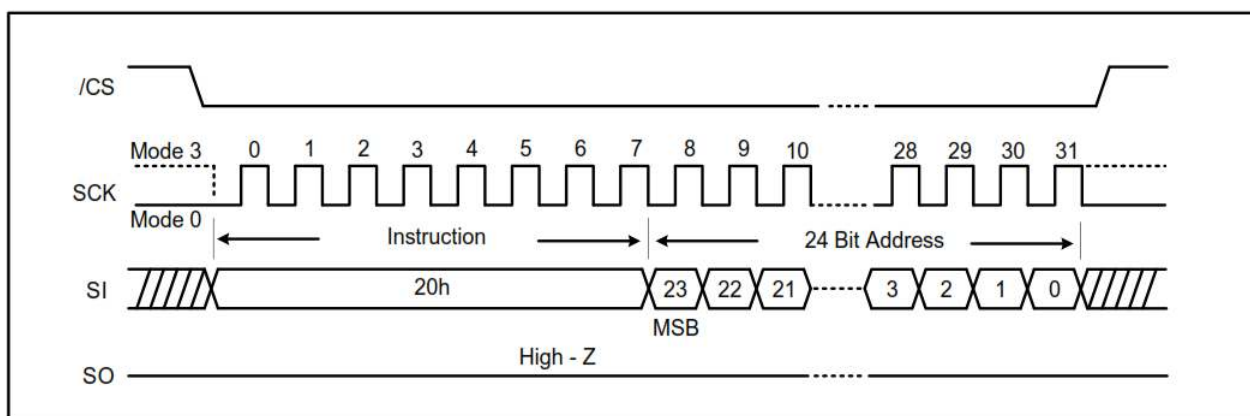 /CS
Mode 3 0 1 2 3 4 5 6 7 8 9 10 28 29 30 31
SCK
Mode 0
Instruction 24 Bit Address
SI 20h 23 22 21 3 2 1 0
MSB
High - Z
SO